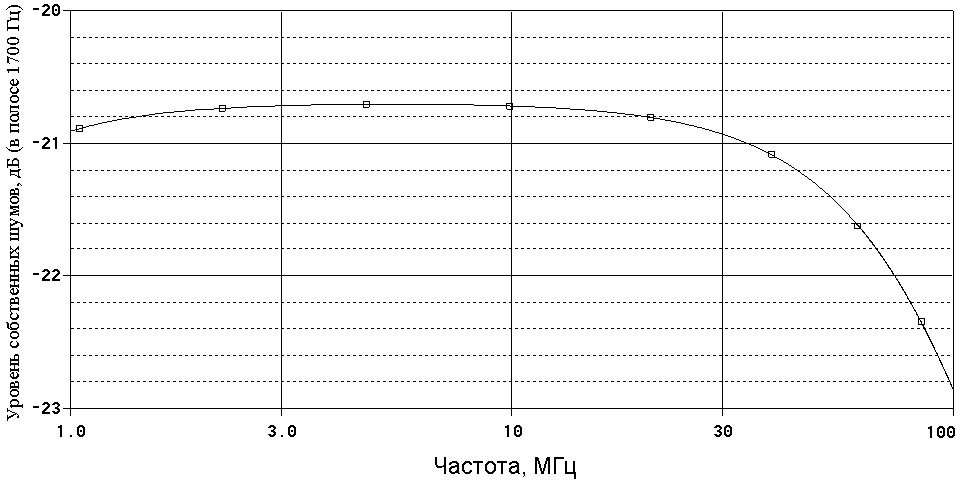 Уровень собственных шумов, дБ (в полосе 1700 Гц)
-20
-21
-22
-23
1.0 3.0 10 30 100
Частота, МГц